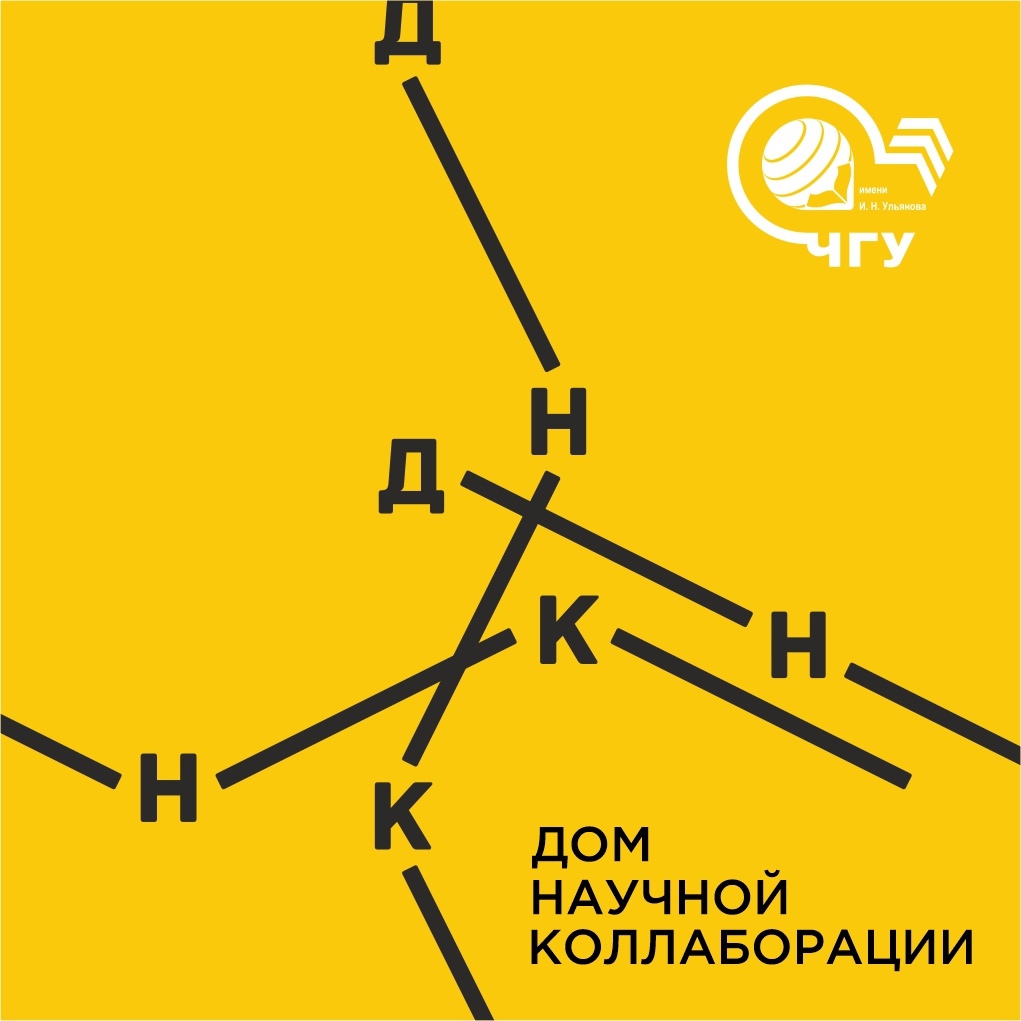 Д
имени
И. Н. Ульянова
ЧГУ
Н
Д
К
Н
Н
К
ДОМ
НАУЧНОЙ
КОЛЛАБОРАЦИИ